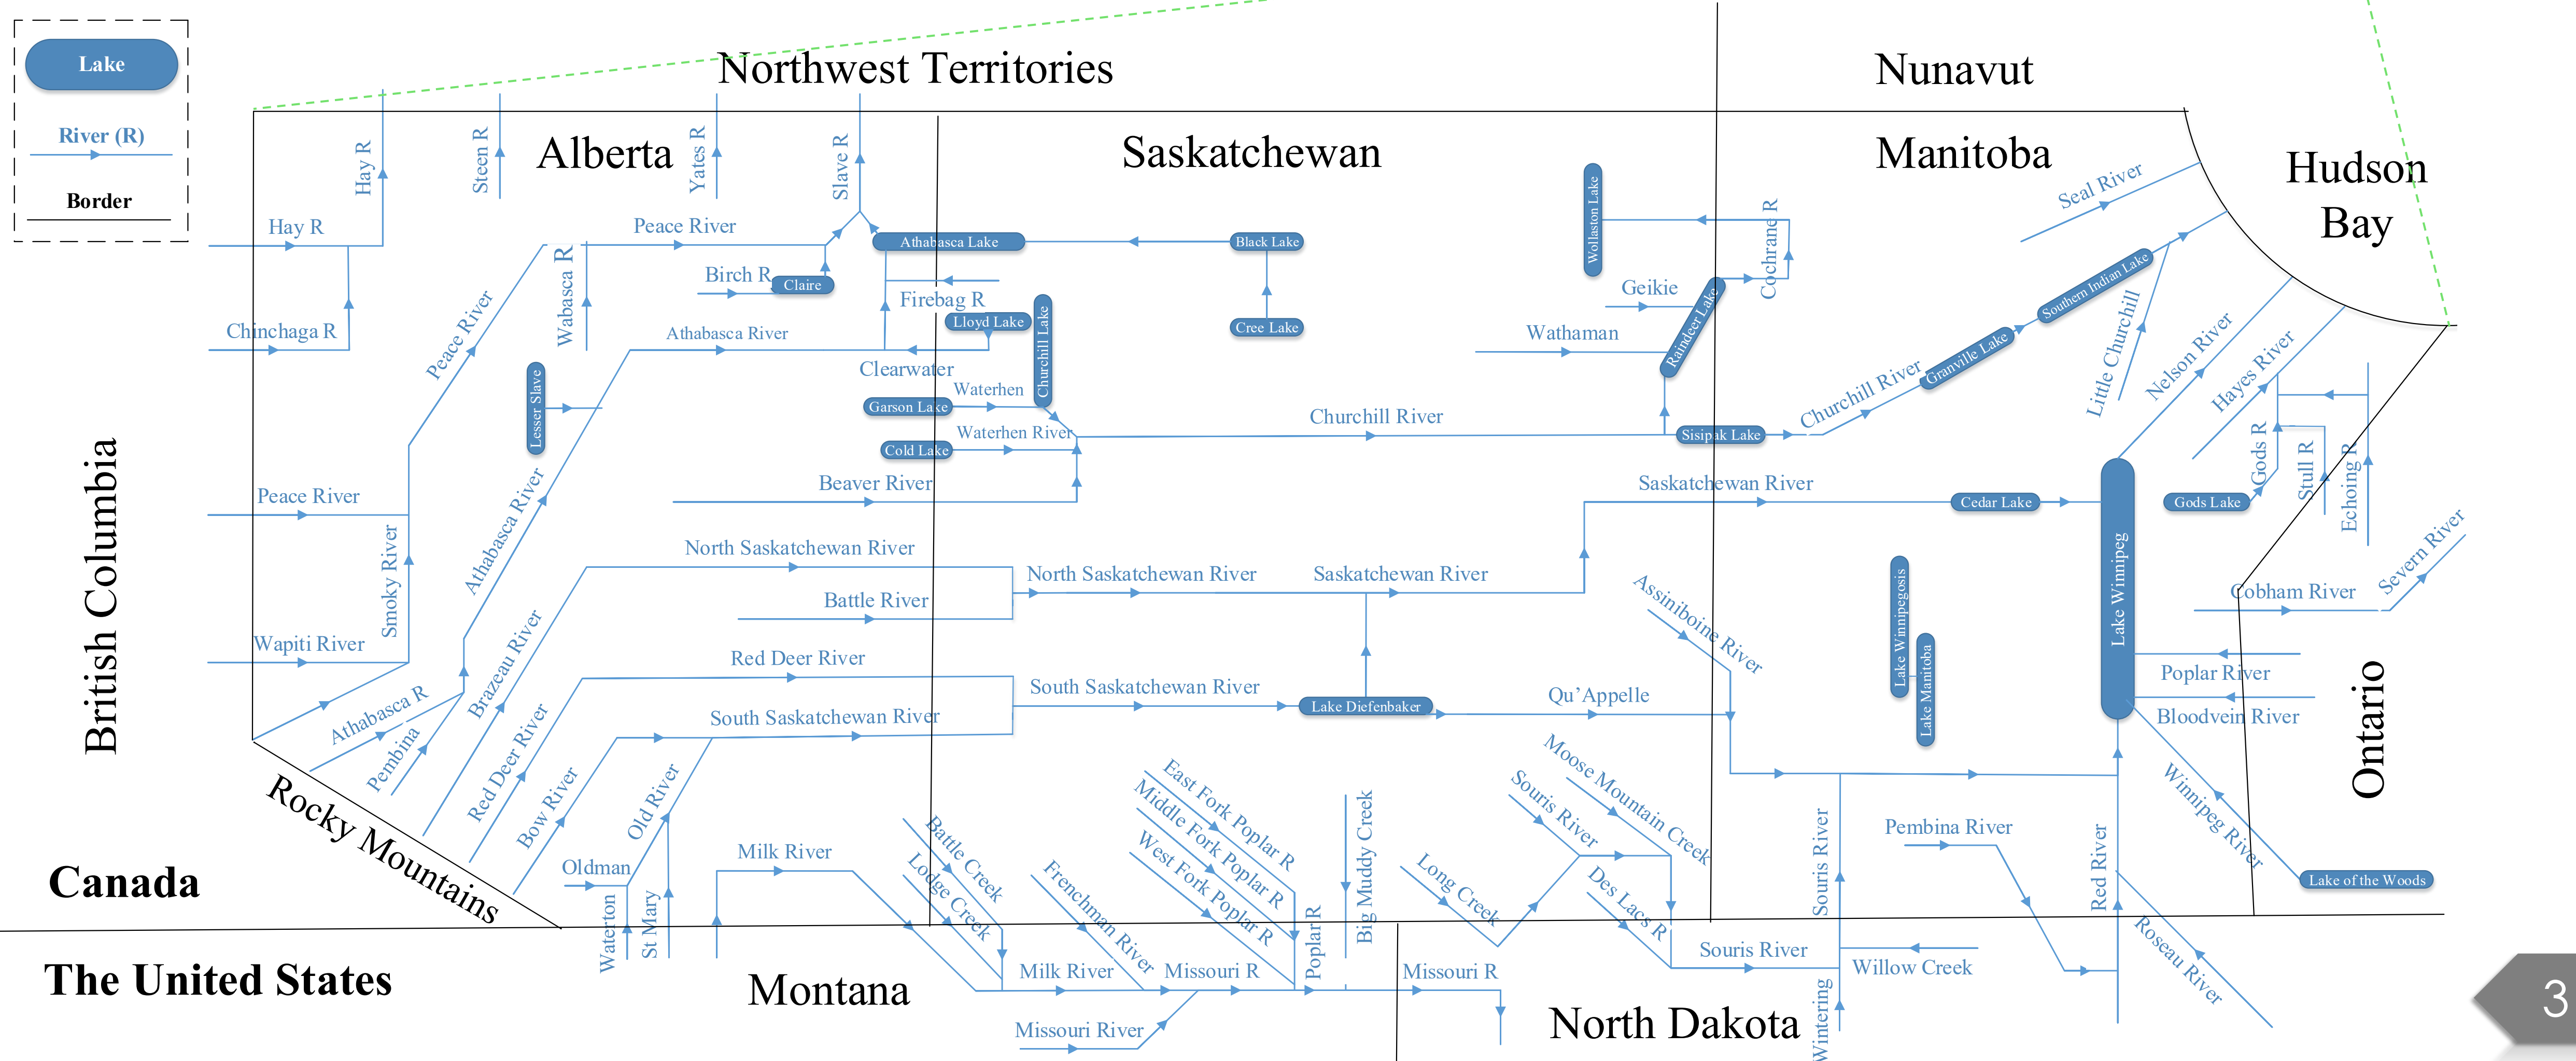 Lake
River (R)
Border
Northwest Territories
Nunavut
Alberta
Saskatchewan
Manitoba
Hudson
Bay
British Columbia
Rocky Mountains
Ontario
Canada
The United States
Montana
North Dakota
Hay R
Steen R
Yates R
Slave R
Hay R
Chinchaga R
Peace River
Wabasca R
Peace River
Birch R
Claire
Athabasca Lake
Black Lake
Cree Lake
Firebag R
Lloyd Lake
Churchill Lake
Athabasca River
Clearwater
Lesser Slave
Garson Lake
Waterhen
Cold Lake
Waterhen River
Beaver River
Churchill River
Wollaston Lake
Cochrane R
Geikie
Wathaman
Raindeer Lake
Sisipak Lake
Churchill River
Granville Lake
Southern Indian Lake
Little Churchill
Seal River
Nelson River
Hayes River
Gods R
Stull R
Echoing R
Gods Lake
Severn River
Cobham River
Peace River
Smoky River
Wapiti River
Athabasca River
Athabasca R
Pembina
Brazeau River
Red Deer River
Bow River
Old River
Oldman
Waterton
St Mary
North Saskatchewan River
Battle River
Red Deer River
South Saskatchewan River
North Saskatchewan River
Saskatchewan River
South Saskatchewan River
Lake Diefenbaker
Qu’Appelle
Saskatchewan River
Cedar Lake
Lake Winnipeg
Lake Winnipegosis
Lake Manitoba
Assiniboine River
Poplar River
Bloodvein River
Winnipeg River
Lake of the Woods
Milk River
Battle Creek
Lodge Creek
Frenchman River
East Fork Poplar R
Middle Fork Poplar R
West Fork Poplar R
Poplar R
Big Muddy Creek
Milk River
Missouri R
Missouri River
Missouri R
Long Creek
Souris River
Moose Mountain Creek
Des Lacs R
Souris River
Souris River
Wintering
Willow Creek
Pembina River
Red River
Roseau River
3